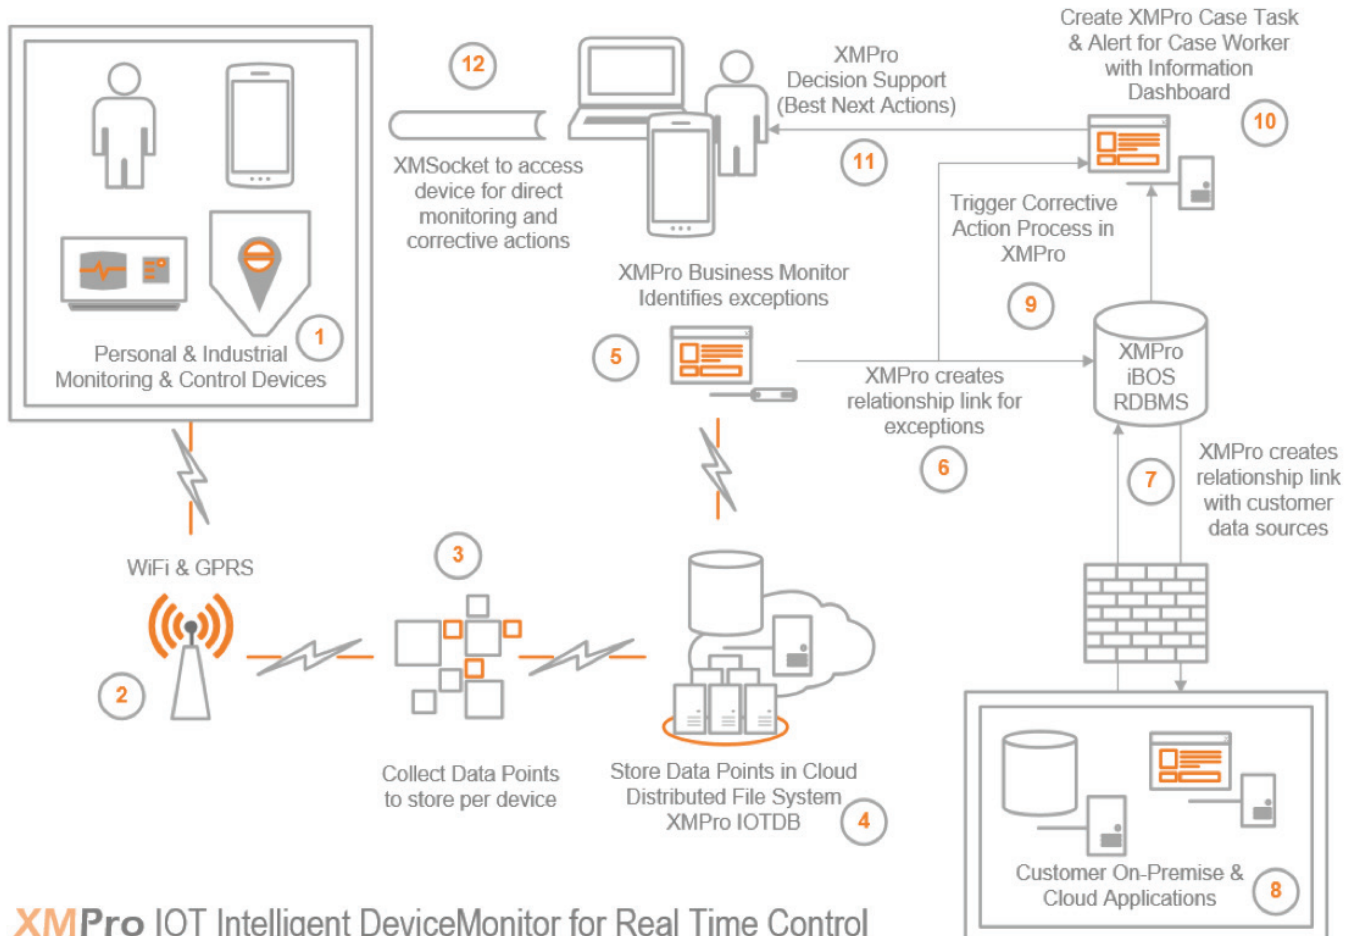 1
Personal & Industrial
Monitoring & Control Devices
WiFi & GPRS
2
3
Collect Data Points
to store per device
Store Data Points in Cloud
Distributed File System
XMPro IOTDB
4
XMPro Business Monitor
Identifies exceptions
5
XMPro creates
relationship link for
exceptions
6
7
XMPro creates
relationship link
with customer
data sources
Customer On-Premise &
Cloud Applications
8
XMPro
iBOS
RDBMS
Trigger Corrective
Action Process in
XMPro
9
Create XMPro Case Task
& Alert for Case Worker
with Information
Dashboard
10
XMPro
Decision Support
(Best Next Actions)
11
12
XMSocket to access
device for direct
monitoring and
corrective actions
XMPro IOT Intelligent DeviceMonitor for Real Time Control